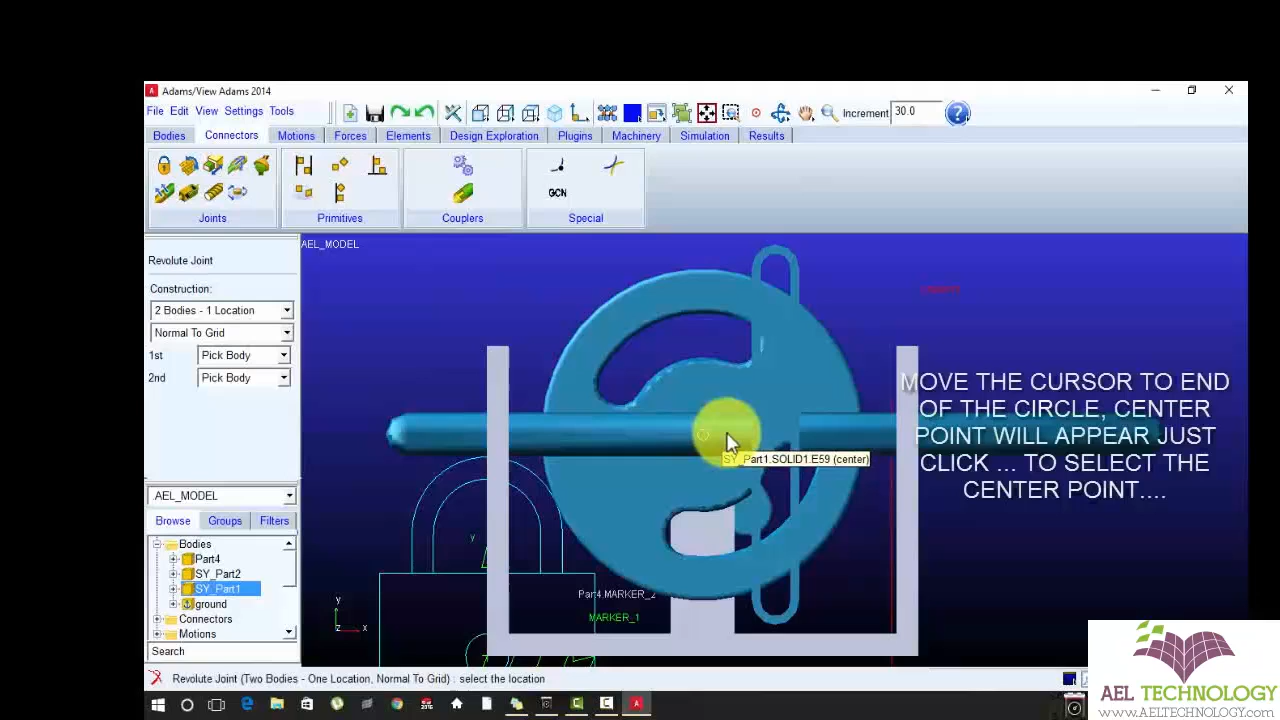 Adams/View Adams 2014
File Edit View Settings Tools
Increment 30.0
Bodies Connectors Motions Forces Elements Design Exploration Plugins Machinery Simulation Results
GCN
Joints Primitives Couplers Special
AEL_MODEL
Revolute Joint
Construction:
2 Bodies - 1 Location
Normal To Grid
1st Pick Body
2nd Pick Body
MOVE THE CURSOR TO END
OF THE CIRCLE, CENTER
POINT WILL APPEAR JUST
CLICK ... TO SELECT THE
CENTER POINT....
SY_Part1.SOLID1.E59 (center)
AEL_MODEL
Browse Groups Filters
Bodies
Part4
SY_Part2
SY_Part1
ground
Connectors
Motions
Search
y
Part4.MARKER_2
MARKER_1
y
z x
Revolute Joint (Two Bodies - One Location, Normal To Grid) : select the location
AEL TECHNOLOGY
www.AELTECHNOLOGY.com